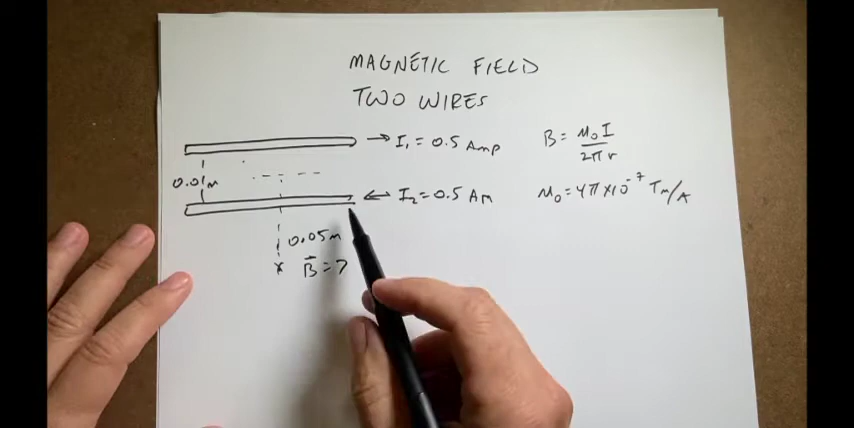 MAGNETIC FIELD
TWO WIRES
→ I₁ = 0.5 Amp
B = μ₀I / 2πr
0.01m
← I₂ = 0.5 Am
μ₀ = 4π×10⁻⁷ Tm/A
0.05m
B⃗ = ?